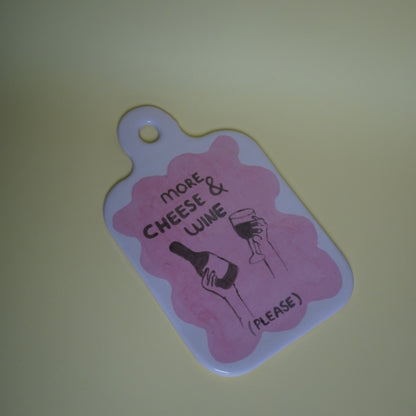 MORE
CHEESE &
WINE
(PLEASE)